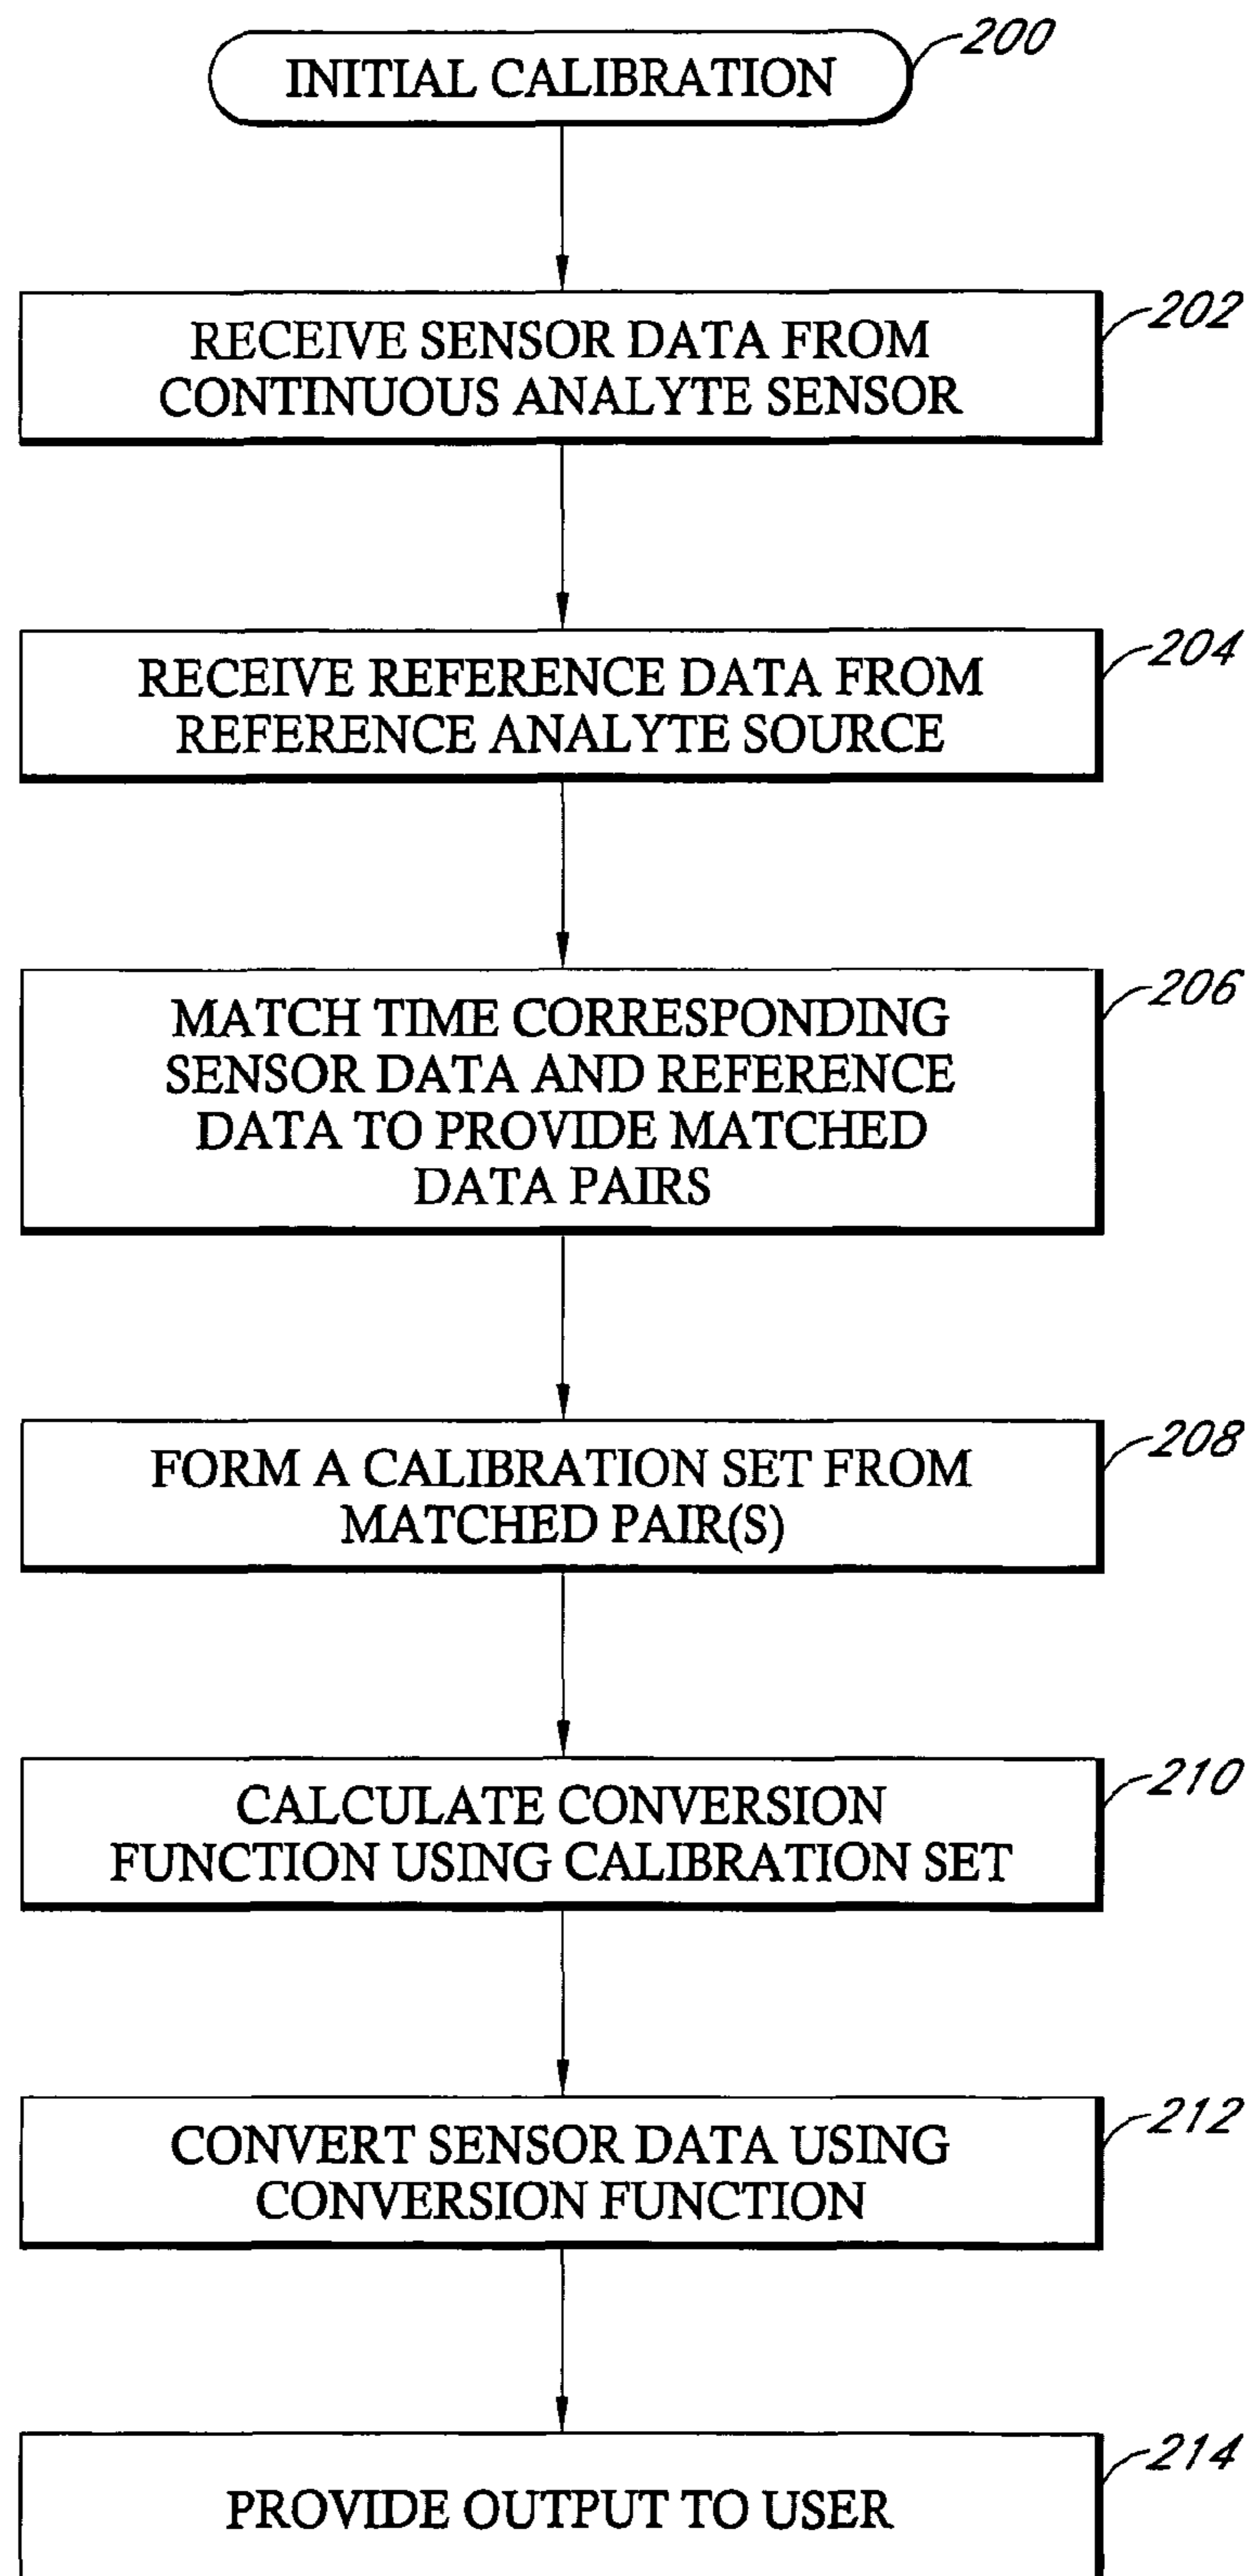 INITIAL CALIBRATION
200
RECEIVE SENSOR DATA FROM
CONTINUOUS ANALYTE SENSOR
202
RECEIVE REFERENCE DATA FROM
REFERENCE ANALYTE SOURCE
204
MATCH TIME CORRESPONDING
SENSOR DATA AND REFERENCE
DATA TO PROVIDE MATCHED
DATA PAIRS
206
FORM A CALIBRATION SET FROM
MATCHED PAIR(S)
208
CALCULATE CONVERSION
FUNCTION USING CALIBRATION SET
210
CONVERT SENSOR DATA USING
CONVERSION FUNCTION
212
PROVIDE OUTPUT TO USER
214